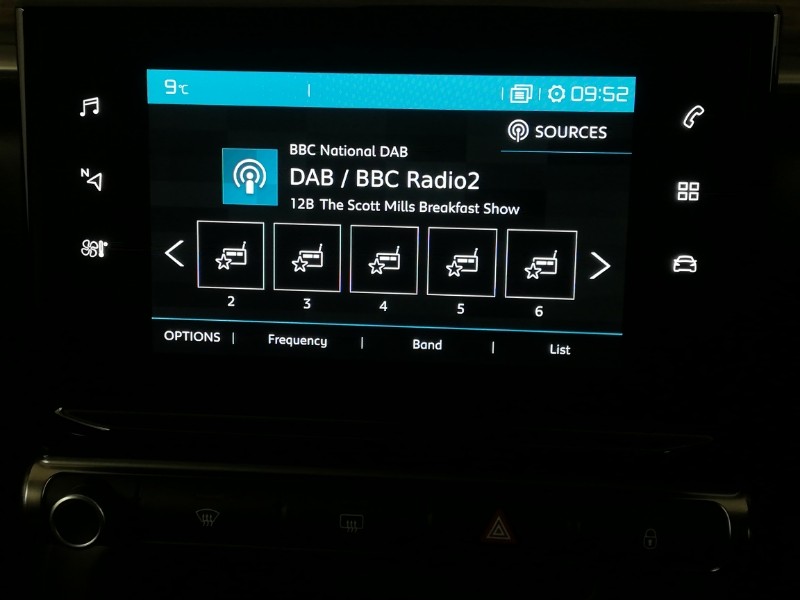 9°C
09:52
SOURCES
BBC National DAB
DAB / BBC Radio2
12B The Scott Mills Breakfast Show
N
2 3 4 5 6
OPTIONS | Frequency | Band | List